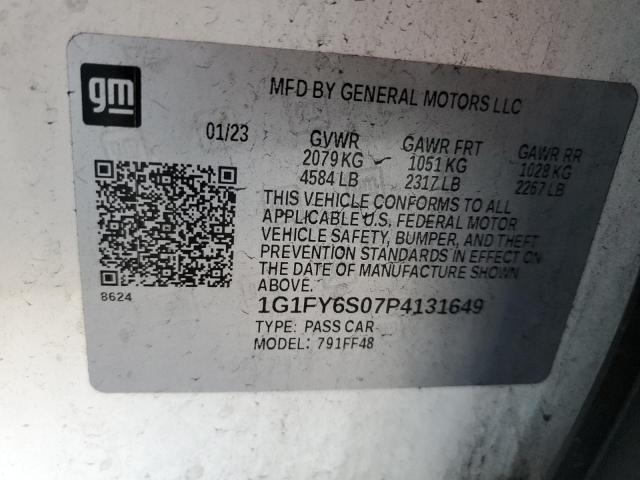 gm
MFD BY GENERAL MOTORS LLC
01/23 GVWR GAWR FRT GAWR RR
2079 KG 1051 KG 1028 KG
4584 LB 2317 LB 2267 LB
THIS VEHICLE CONFORMS TO ALL
APPLICABLE U.S. FEDERAL MOTOR
VEHICLE SAFETY, BUMPER, AND THEFT
PREVENTION STANDARDS IN EFFECT ON
THE DATE OF MANUFACTURE SHOWN
ABOVE.
8624
1G1FY6S07P4131649
TYPE: PASS CAR
MODEL: 791FF48